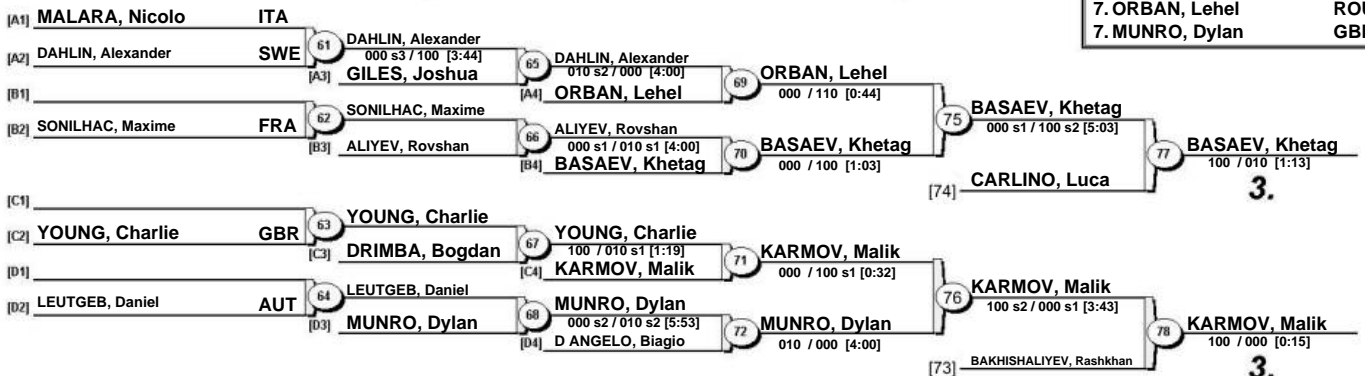 7. ORBAN, Lehel ROU
7. MUNRO, Dylan
[A1] MALARA, Nicolo ITA
[A2] DAHLIN, Alexander SWE
61
DAHLIN, Alexander
000 s3 / 100 [3:44]
[A3] GILES, Joshua
65
DAHLIN, Alexander
010 s2 / 000 [4:00]
[A4] ORBAN, Lehel
69
ORBAN, Lehel
000 / 110 [0:44]
[B1]
[B2] SONILHAC, Maxime FRA
62
SONILHAC, Maxime
[B3] ALIYEV, Rovshan
66
ALIYEV, Rovshan
000 s1 / 010 s1 [4:00]
[B4] BASAEV, Khetag
70
BASAEV, Khetag
000 / 100 [1:03]
75
BASAEV, Khetag
000 s1 / 100 s2 [5:03]
[74] CARLINO, Luca
77
BASAEV, Khetag
100 / 010 [1:13]
3.
[C1]
[C2] YOUNG, Charlie GBR
63
YOUNG, Charlie
[C3] DRIMBA, Bogdan
67
YOUNG, Charlie
100 / 010 s1 [1:19]
[C4] KARMOV, Malik
71
KARMOV, Malik
000 / 100 s1 [0:32]
[D1]
[D2] LEUTGEB, Daniel AUT
64
LEUTGEB, Daniel
[D3] MUNRO, Dylan
68
MUNRO, Dylan
000 s2 / 010 s2 [5:53]
[D4] D ANGELO, Biagio
72
MUNRO, Dylan
010 / 000 [4:00]
76
KARMOV, Malik
100 s2 / 000 s1 [3:43]
[73] BAKHISHALIYEV, Rashkhan
78
KARMOV, Malik
100 / 000 [0:15]
3.